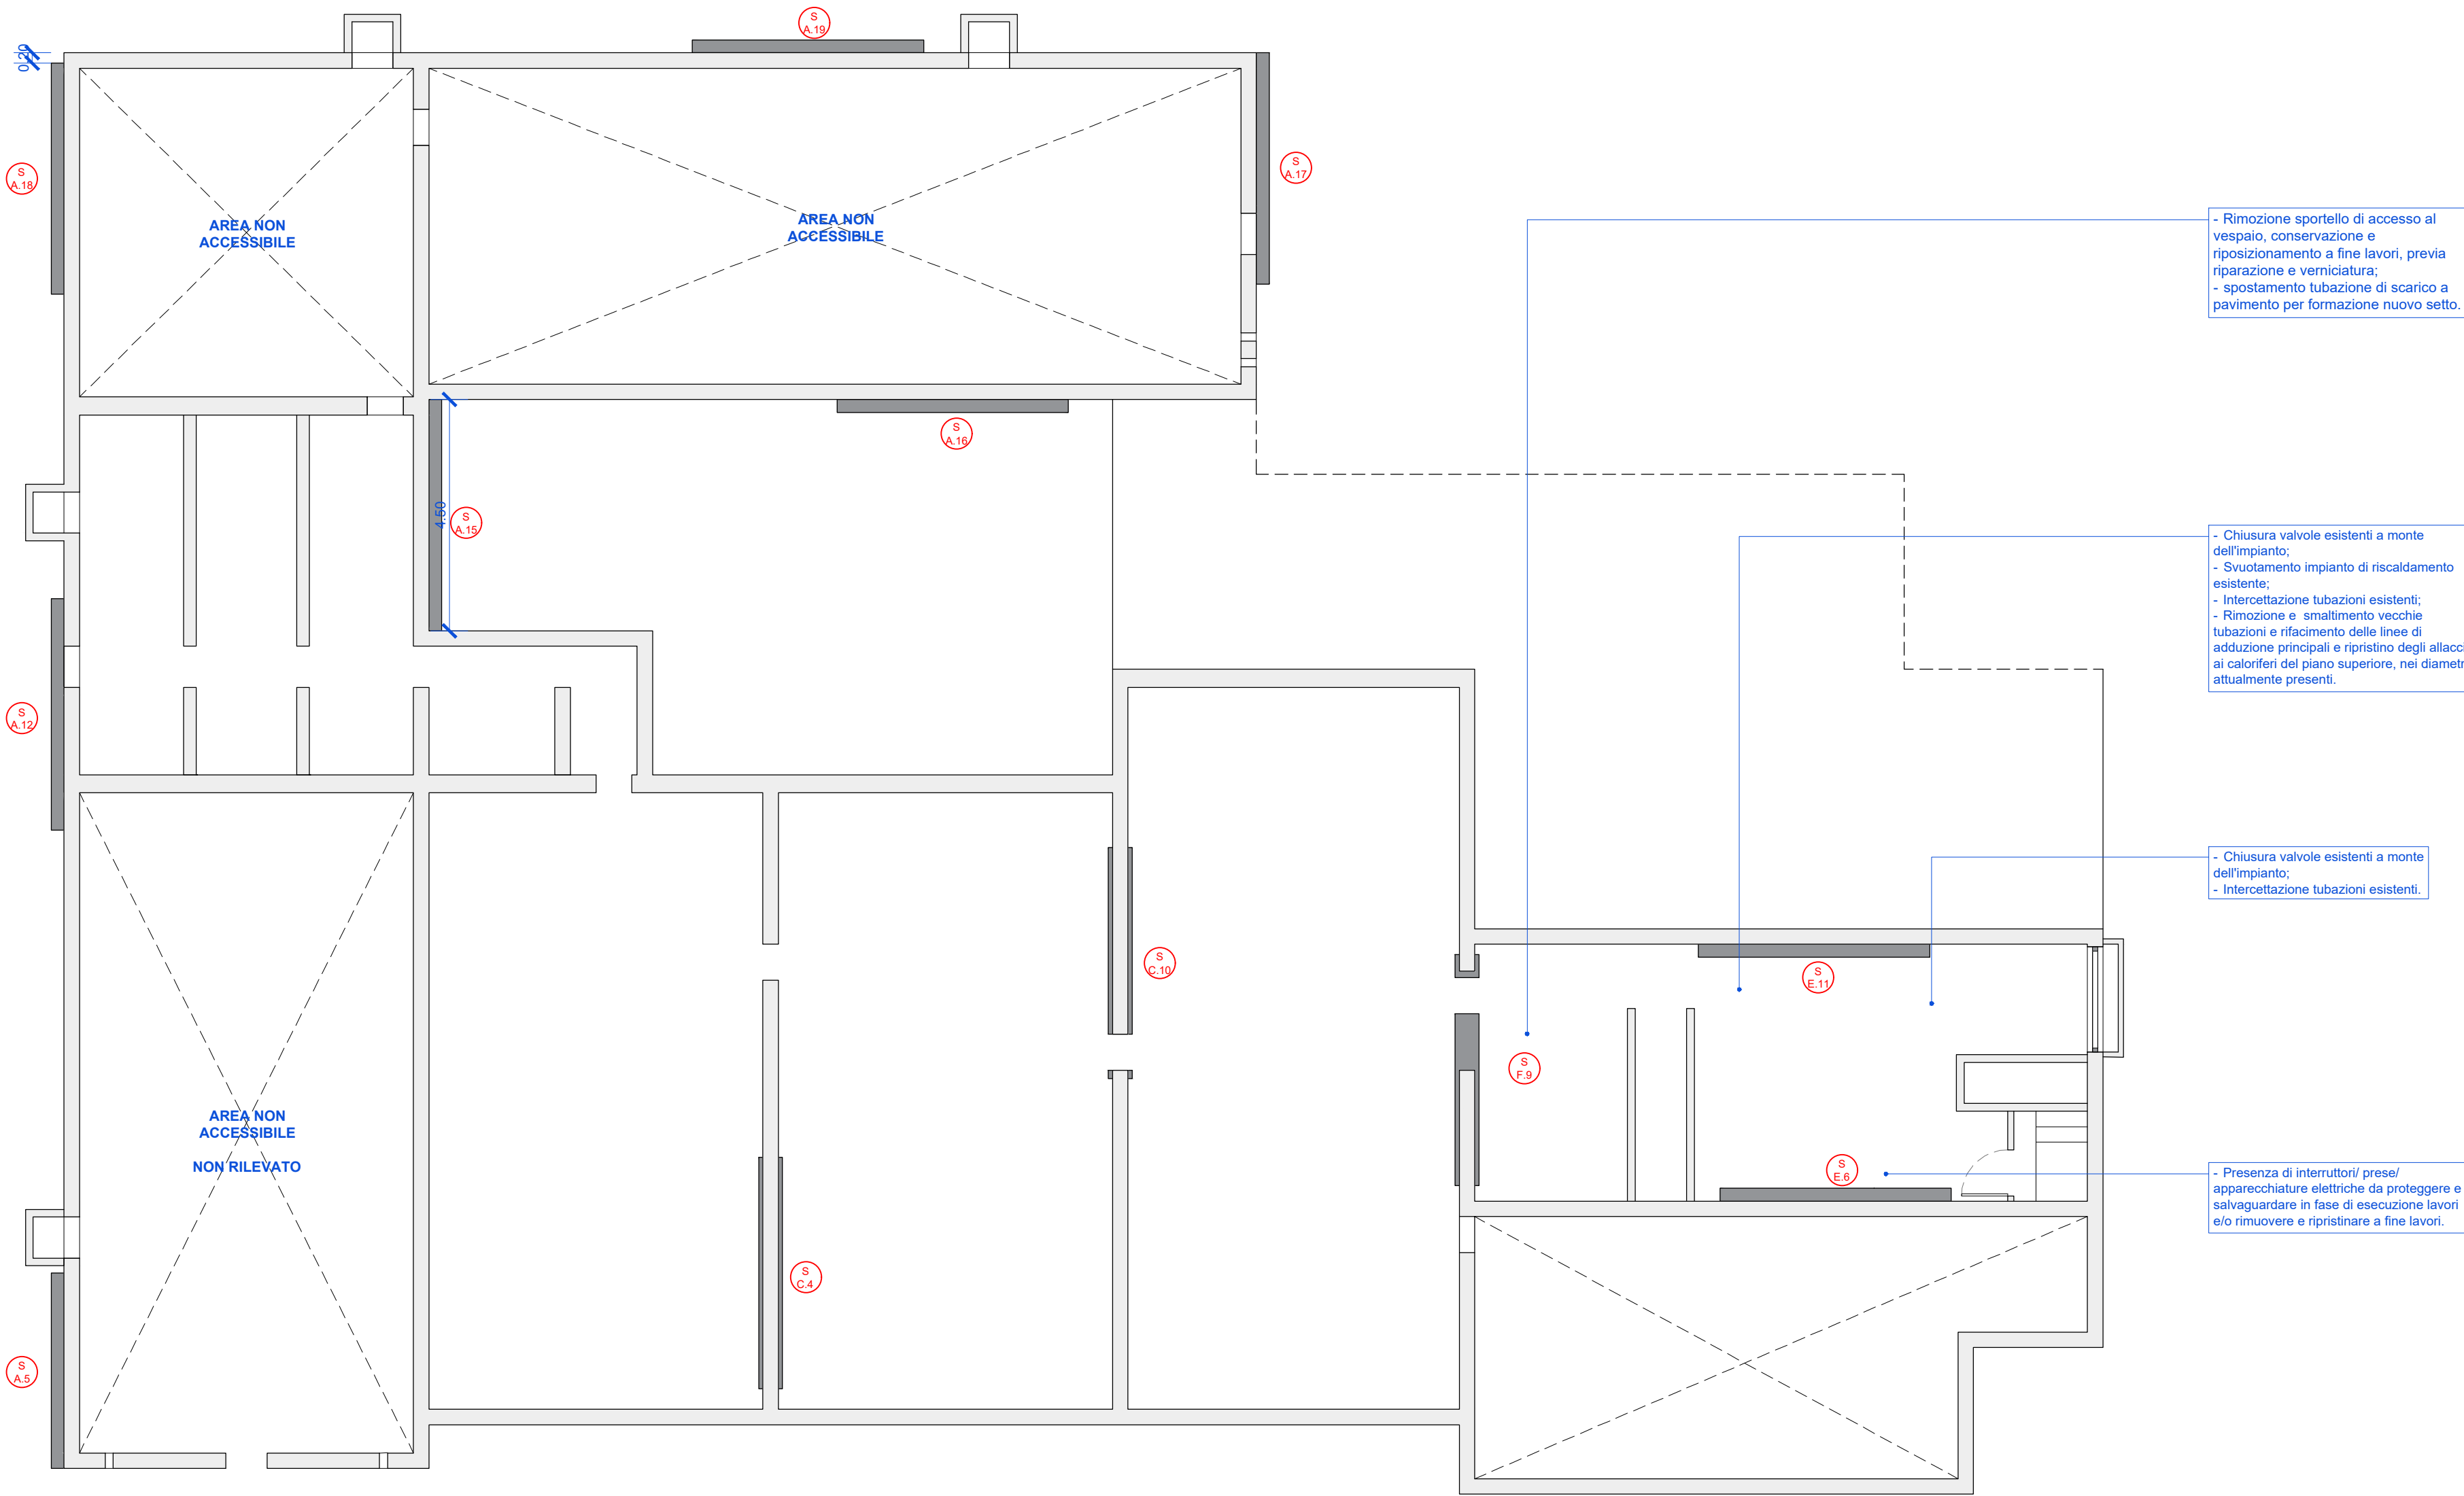 S
A.19
0.20
S
A.18
S
A.17
AREA NON
ACCESSIBILE
AREA NON
ACCESSIBILE
- Rimozione sportello di accesso al
vespaio, conservazione e
riposizionamento a fine lavori, previa
riparazione e verniciatura;
- spostamento tubazione di scarico a
pavimento per formazione nuovo setto.
S
A.16
4.50
S
A.15
- Chiusura valvole esistenti a monte
dell'impianto;
- Svuotamento impianto di riscaldamento
esistente;
- Intercettazione tubazioni esistenti;
- Rimozione e  smaltimento vecchie
tubazioni e rifacimento delle linee di
adduzione principali e ripristino degli allacci
ai caloriferi del piano superiore, nei diametr
attualmente presenti.
S
A.12
- Chiusura valvole esistenti a monte
dell'impianto;
- Intercettazione tubazioni esistenti.
S
C.10
S
E.11
S
F.9
AREA NON
ACCESSIBILE
NON RILEVATO
S
E.6
- Presenza di interruttori/ prese/
apparecchiature elettriche da proteggere e
salvaguardare in fase di esecuzione lavori
e/o rimuovere e ripristinare a fine lavori.
S
C.4
S
A.5